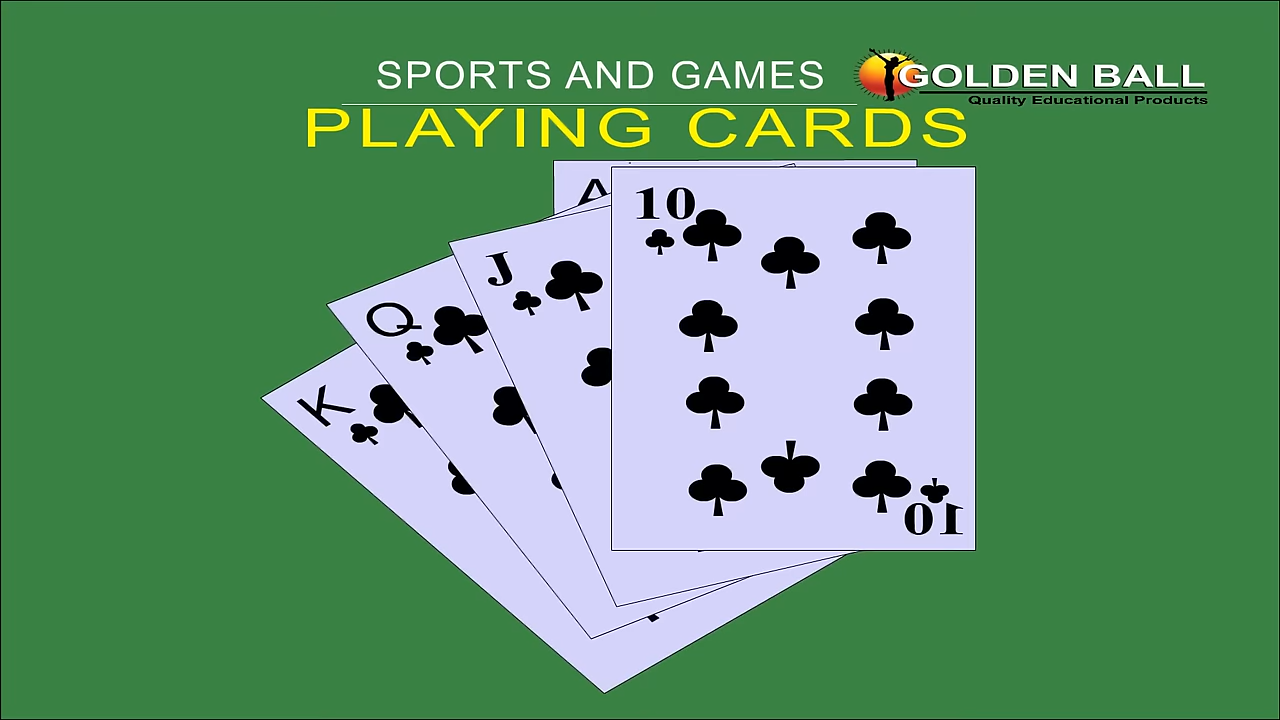 SPORTS AND GAMES
GOLDEN BALL
Quality Educational Products
PLAYING CARDS
A
10
J
Q
K
10